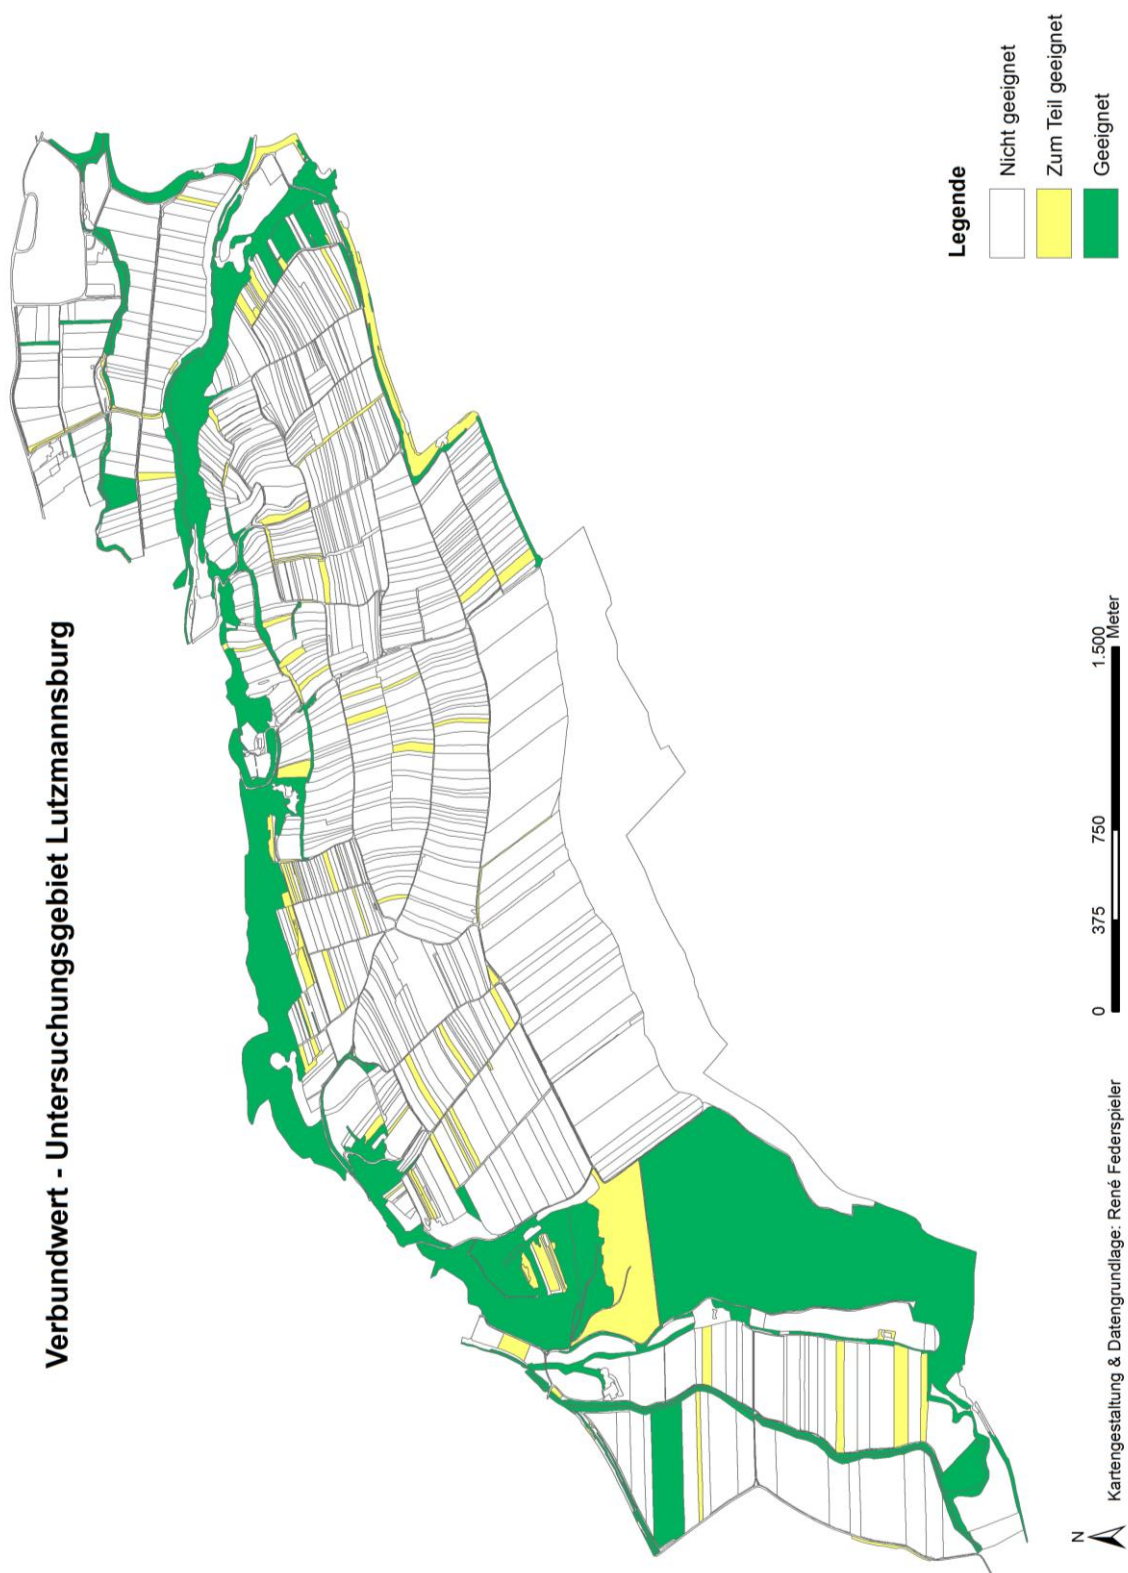 Verbundwert - Untersuchungsgebiet Lutzmannsburg
Legende
Nicht geeignet
Zum Teil geeignet
Geeignet
N
0 375 750 1.500
Meter
Kartengestaltung & Datengrundlage: René Federspieler